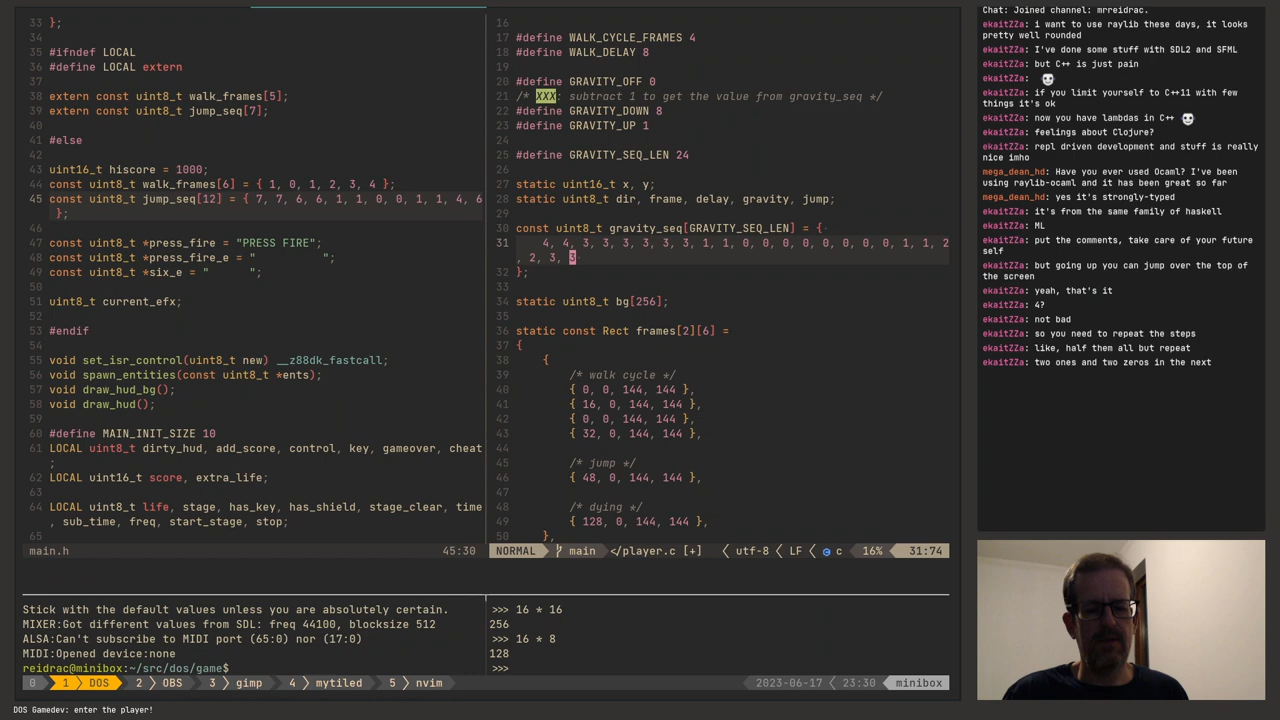 33 };
34
35 #ifndef LOCAL
36 #define LOCAL extern
37
38 extern const uint8_t walk_frames[5];
39 extern const uint8_t jump_seq[7];
40
41 #else
42
43 uint16_t hiscore = 1000;
44 const uint8_t walk_frames[6] = { 1, 0, 1, 2, 3, 4 };
45 const uint8_t jump_seq[12] = { 7, 7, 6, 6, 1, 1, 0, 0, 1, 1, 4, 6
};
46
47 const uint8_t *press_fire = "PRESS FIRE";
48 const uint8_t *press_fire_e = "          ";
49 const uint8_t *six_e = "      ";
50
51 uint8_t current_efx;
52
53 #endif
54
55 void set_isr_control(uint8_t new) __z88dk_fastcall;
56 void spawn_entities(const uint8_t *ents);
57 void draw_hud_bg();
58 void draw_hud();
59
60 #define MAIN_INIT_SIZE 10
61 LOCAL uint8_t dirty_hud, add_score, control, key, gameover, cheat
;
62 LOCAL uint16_t score, extra_life;
63
64 LOCAL uint8_t life, stage, has_key, has_shield, stage_clear, time
, sub_time, freq, start_stage, stop;
65
main.h 45:30
16
17 #define WALK_CYCLE_FRAMES 4
18 #define WALK_DELAY 8
19
20 #define GRAVITY_OFF 0
21 /* XXX: subtract 1 to get the value from gravity_seq */
22 #define GRAVITY_DOWN 8
23 #define GRAVITY_UP 1
24
25 #define GRAVITY_SEQ_LEN 24
26
27 static uint16_t x, y;
28 static uint8_t dir, frame, delay, gravity, jump;
29
30 const uint8_t gravity_seq[GRAVITY_SEQ_LEN] = {
31 4, 4, 3, 3, 3, 3, 3, 3, 1, 1, 0, 0, 0, 0, 0, 0, 0, 0, 1, 1, 2
, 2, 3, 3
32 };
33
34 static uint8_t bg[256];
35
36 static const Rect frames[2][6] =
37 {
38 {
39 /* walk cycle */
40 { 0, 0, 144, 144 },
41 { 16, 0, 144, 144 },
42 { 0, 0, 144, 144 },
43 { 32, 0, 144, 144 },
44
45 /* jump */
46 { 48, 0, 144, 144 },
47
48 /* dying */
49 { 128, 0, 144, 144 },
50 },
NORMAL main </player.c [+] utf-8 LF c 16% 31:74
Stick with the default values unless you are absolutely certain.
MIXER:Got different values from SDL: freq 44100, blocksize 512
ALSA:Can't subscribe to MIDI port (65:0) nor (17:0)
MIDI:Opened device:none
reidrac@minibox:~/src/dos/game$
>>> 16 * 16
256
>>> 16 * 8
128
>>>
0 1 DOS 2 OBS 3 gimp 4 mytiled 5 nvim 2023-06-17 23:30 minibox
DOS Gamedev: enter the player!
Chat: Joined channel: mrreidrac.
ekaitZZa: i want to use raylib these days, it looks
pretty well rounded
ekaitZZa: I've done some stuff with SDL2 and SFML
ekaitZZa: but C++ is just pain
ekaitZZa:
ekaitZZa: if you limit yourself to C++11 with few
things it's ok
ekaitZZa: now you have lambdas in C++
ekaitZZa: feelings about Clojure?
ekaitZZa: repl driven development and stuff is really
nice imho
mega_dean_hd: Have you ever used Ocaml? I've been
using raylib-ocaml and it has been great so far
mega_dean_hd: yes it's strongly-typed
ekaitZZa: it's from the same family of haskell
ekaitZZa: ML
ekaitZZa: put the comments, take care of your future
self
ekaitZZa: but going up you can jump over the top of
the screen
ekaitZZa: yeah, that's it
ekaitZZa: 4?
ekaitZZa: not bad
ekaitZZa: so you need to repeat the steps
ekaitZZa: like, half them all but repeat
ekaitZZa: two ones and two zeros in the next